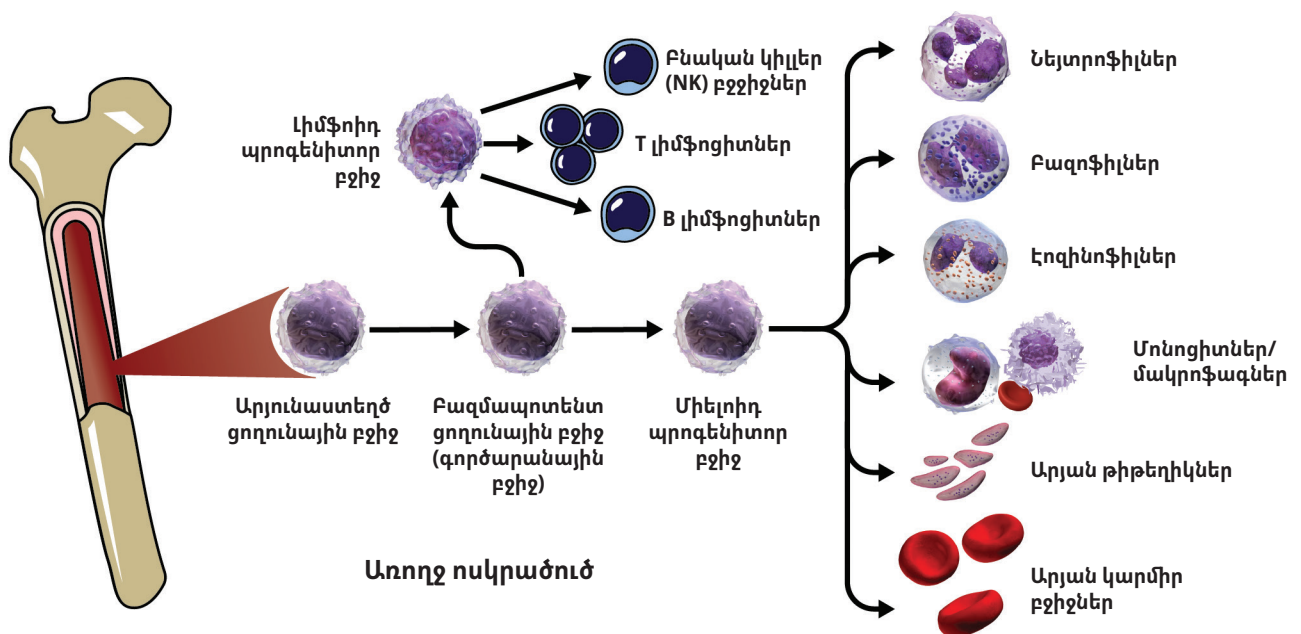 Բնական կիլլեր
(NK) բջջիջներ
Լիմֆոիդ
պրոգենիտոր
բջիջ
T լիմֆոցիտներ
B լիմֆոցիտներ
Արյունաստեղծ
ցողունային բջիջ
Բազմապոտենտ
ցողունային բջիջ
(գործարանային
բջիջ)
Միելոիդ
պրոգենիտոր
բջիջ
Նեյտրոֆիլներ
Բազոֆիլներ
Էոզինոֆիլներ
Մոնոցիտներ/
մակրոֆագներ
Արյան թիթեղիկներ
Արյան կարմիր
բջիջներ
Առողջ ոսկրածուծ